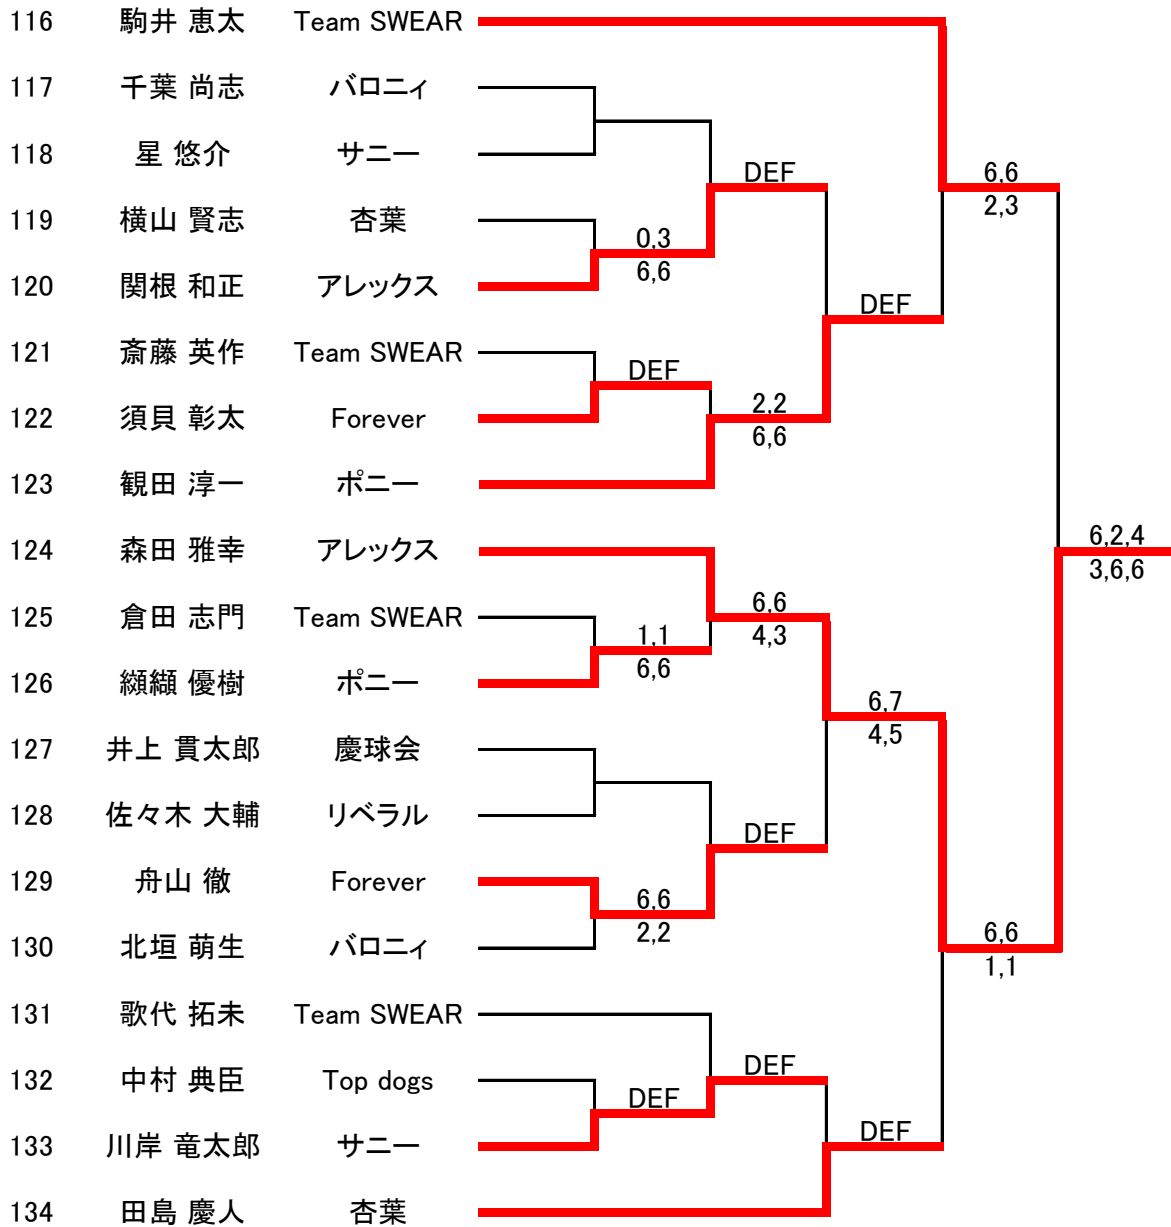 116 駒井 恵太 Team SWEAR
117 千葉 尚志 バロニィ
118 星 悠介 サニー
DEF
6,6
2,3
119 横山 賢志 杏葉
0,3
6,6
120 関根 和正 アレックス
DEF
121 斎藤 英作 Team SWEAR
DEF
122 須貝 彰太 Forever
2,2
6,6
123 観田 淳一 ポニー
124 森田 雅幸 アレックス
6,2,4
3,6,6
125 倉田 志門 Team SWEAR
6,6
4,3
1,1
6,6
126 纐纈 優樹 ポニー
6,7
4,5
127 井上 貫太郎 慶球会
128 佐々木 大輔 リベラル
DEF
129 舟山 徹 Forever
6,6
2,2
130 北垣 萌生 バロニィ
6,6
1,1
131 歌代 拓未 Team SWEAR
DEF
132 中村 典臣 Top dogs
DEF
133 川岸 竜太郎 サニー
DEF
134 田島 慶人 杏葉